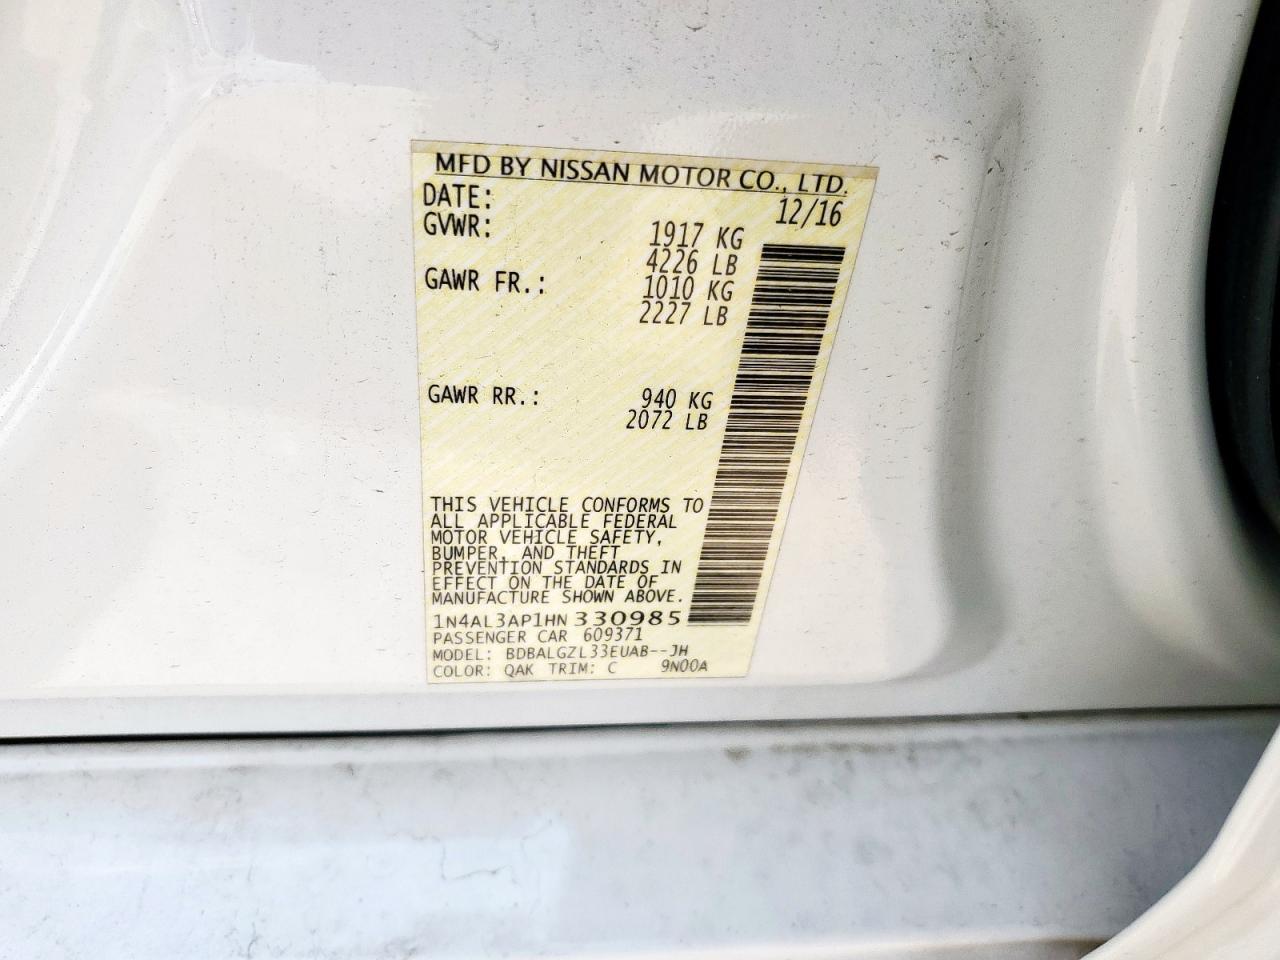 MFD BY NISSAN MOTOR CO., LTD.
DATE: 12/16
GVWR: 1917 KG
4226 LB
GAWR FR.: 1010 KG
2227 LB
GAWR RR.: 940 KG
2072 LB
THIS VEHICLE CONFORMS TO
ALL APPLICABLE FEDERAL
MOTOR VEHICLE SAFETY,
BUMPER, AND THEFT
PREVENTION STANDARDS IN
EFFECT ON THE DATE OF
MANUFACTURE SHOWN ABOVE.
1N4AL3AP1HN330985
PASSENGER CAR 609371
MODEL: BDBALGZL33EUAB--JH
COLOR: QAK TRIM: C 9N00A